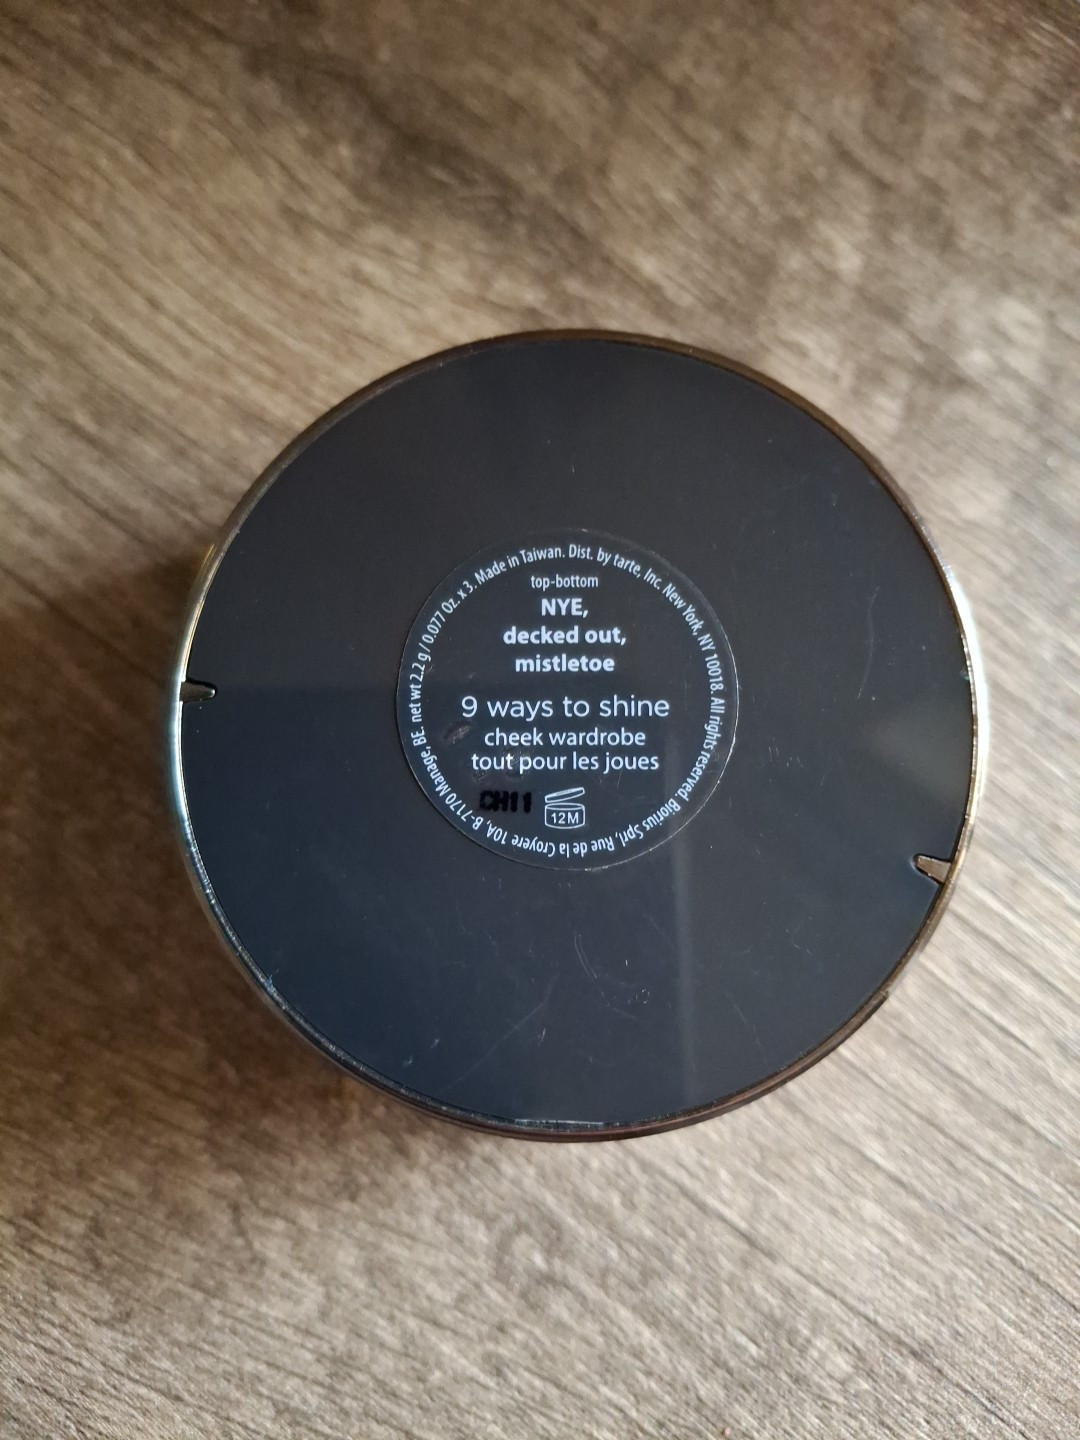 top-bottom
NYE,
decked out,
mistletoe
9 ways to shine
cheek wardrobe
tout pour les joues
CH11
12M
net wt 2.2 g / 0.077 Oz. x 3. Made in Taiwan. Dist. by tarte, Inc. New York, NY 10018. All rights reserved. Biorius Sprl, Rue de la Croyere 10A, B-7170 Manage, BE.